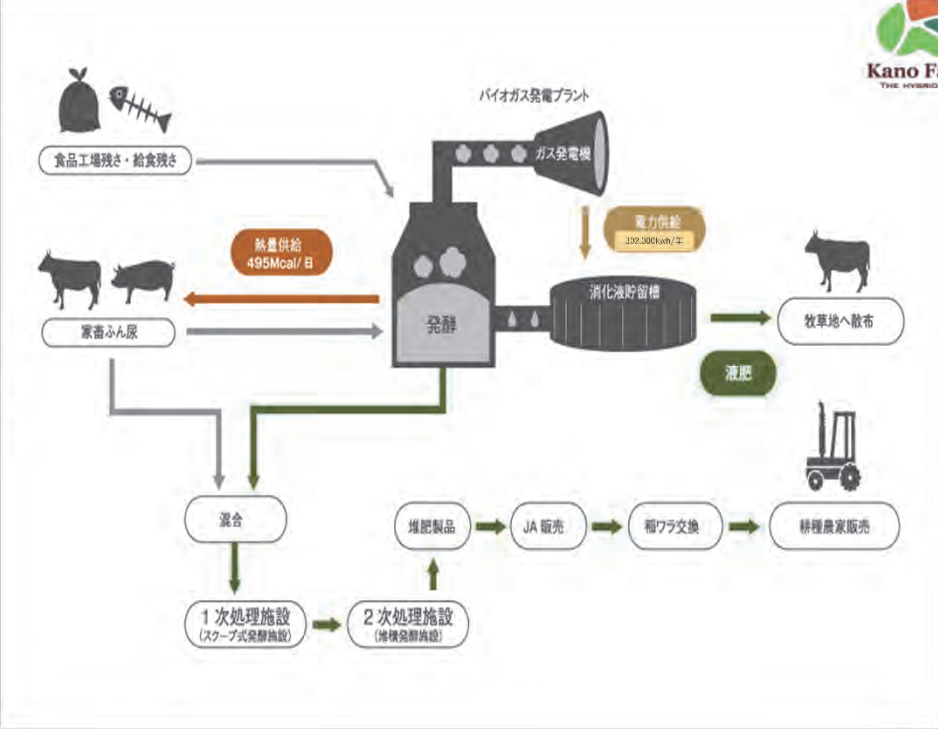 Kano F
THE HYBRID
バイオガス発電プラント
ガス発電機
食品工場残さ・給食残さ
電力供給
302,000kwh/年
熱量供給
495Mcal/日
消化液貯留槽
発酵
家畜ふん尿
牧草地へ散布
液肥
混合
堆肥製品
JA 販売
稲ワラ交換
耕種農家販売
1次処理施設
(スクープ式発酵施設)
2次処理施設
(堆積発酵施設)